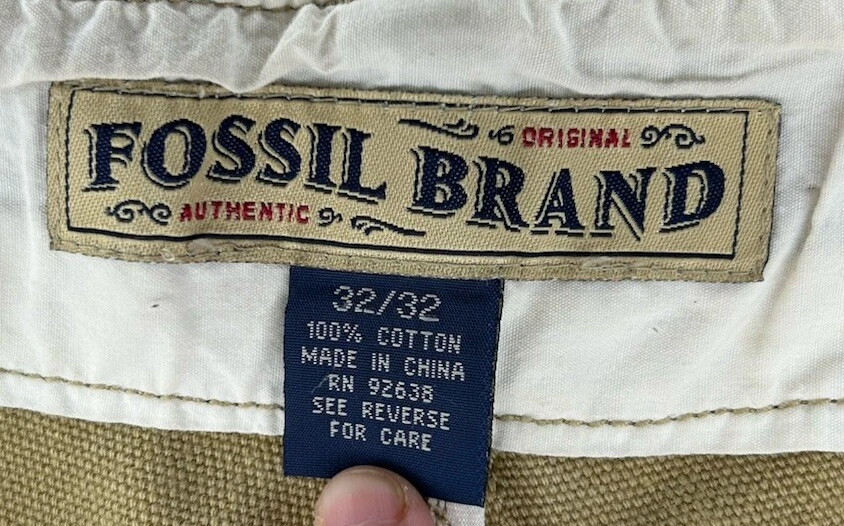 FOSSIL BRAND
ORIGINAL
AUTHENTIC
32/32
100% COTTON
MADE IN CHINA
RN 92638
SEE REVERSE
FOR CARE